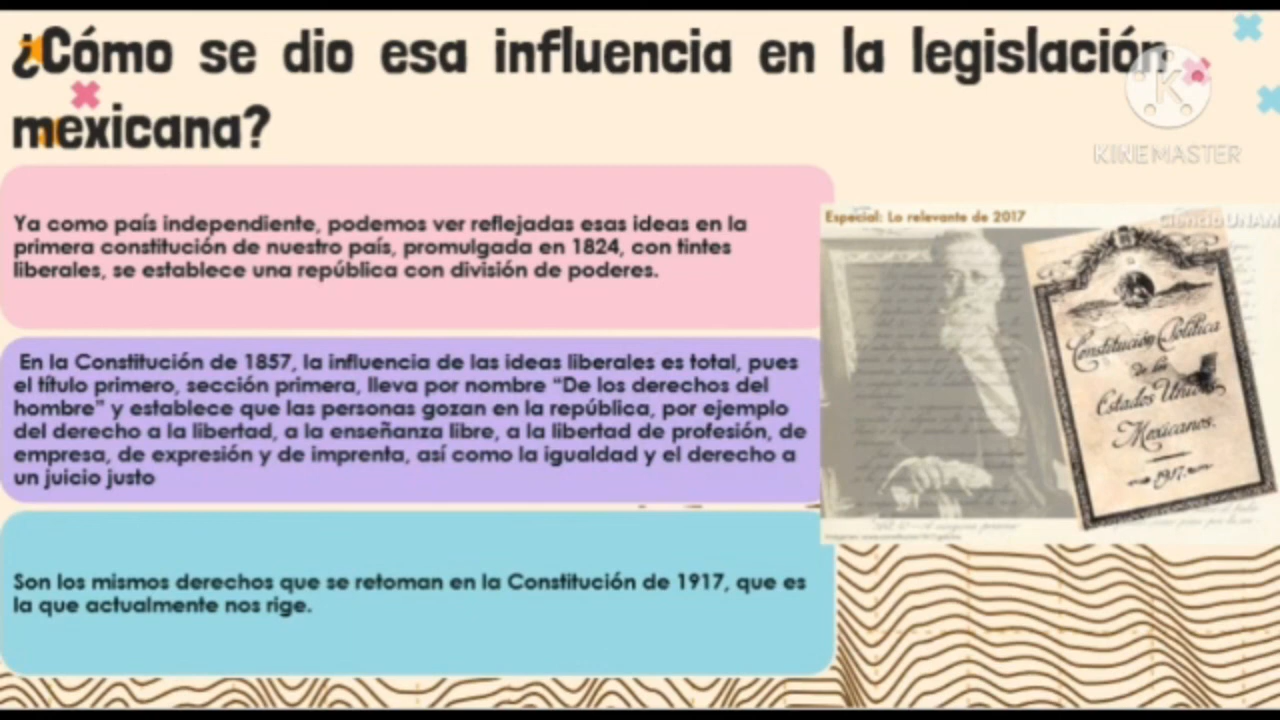 ¿Cómo se dio esa influencia en la legislación
mexicana?
KINEMASTER
Ya como país independiente, podemos ver reflejadas esas ideas en la
primera constitución de nuestro país, promulgada en 1824, con tintes
liberales, se establece una república con división de poderes.
En la Constitución de 1857, la influencia de las ideas liberales es total, pues
el título primero, sección primera, lleva por nombre “De los derechos del
hombre” y establece que las personas gozan en la república, por ejemplo
del derecho a la libertad, a la enseñanza libre, a la libertad de profesión, de
empresa, de expresión y de imprenta, así como la igualdad y el derecho a
un juicio justo
Son los mismos derechos que se retoman en la Constitución de 1917, que es
la que actualmente nos rige.
Especial: Lo relevante de 2017
CienciaUNAM
Constitución Política
de los
Estados Unidos
Mexicanos.
1917.